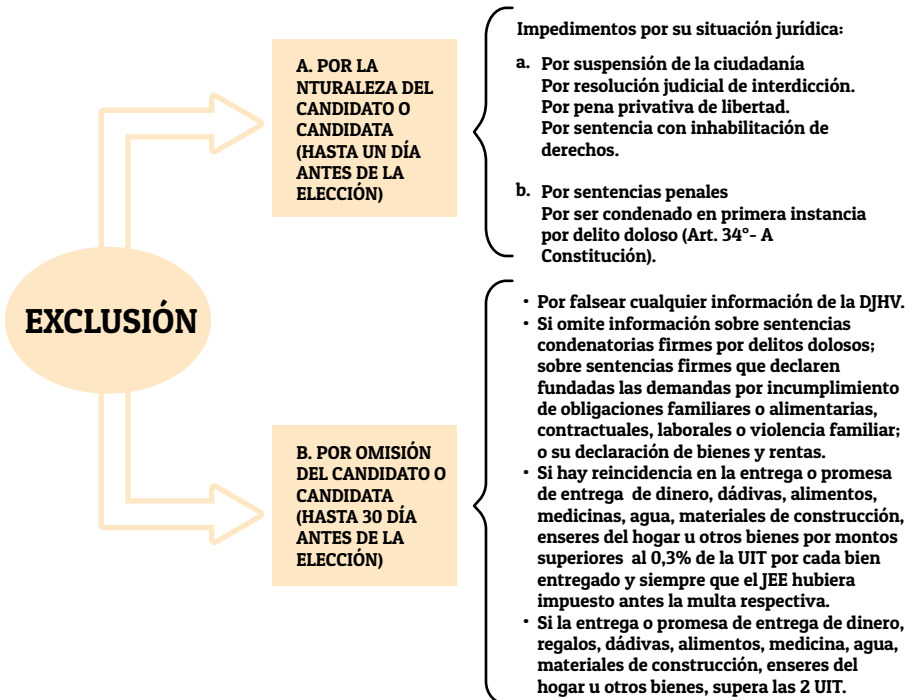 EXCLUSIÓN
A. POR LA
NTURALEZA DEL
CANDIDATO O
CANDIDATA
(HASTA UN DÍA
ANTES DE LA
ELECCIÓN)
Impedimentos por su situación jurídica:
a. Por suspensión de la ciudadanía
Por resolución judicial de interdicción.
Por pena privativa de libertad.
Por sentencia con inhabilitación de
derechos.
b. Por sentencias penales
Por ser condenado en primera instancia
por delito doloso (Art. 34°- A
Constitución).
B. POR OMISIÓN
DEL CANDIDATO O
CANDIDATA
(HASTA 30 DÍA
ANTES DE LA
ELECCIÓN)
· Por falsear cualquier información de la DJHV.
· Si omite información sobre sentencias
condenatorias firmes por delitos dolosos;
sobre sentencias firmes que declaren
fundadas las demandas por incumplimiento
de obligaciones familiares o alimentarias,
contractuales, laborales o violencia familiar;
o su declaración de bienes y rentas.
· Si hay reincidencia en la entrega o promesa
de entrega de dinero, dádivas, alimentos,
medicinas, agua, materiales de construcción,
enseres del hogar u otros bienes por montos
superiores al 0,3% de la UIT por cada bien
entregado y siempre que el JEE hubiera
impuesto antes la multa respectiva.
· Si la entrega o promesa de entrega de dinero,
regalos, dádivas, alimentos, medicina, agua,
materiales de construcción, enseres del
hogar u otros bienes, supera las 2 UIT.